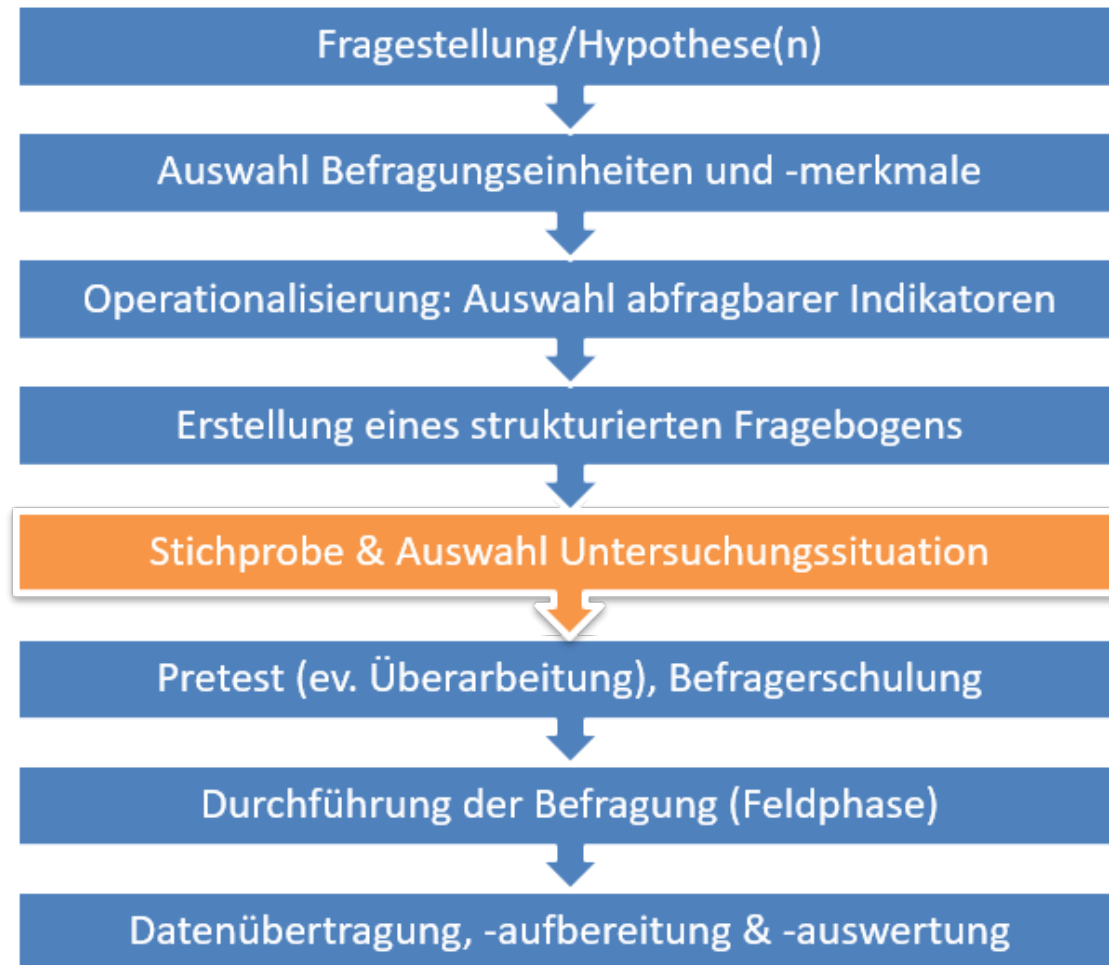 Fragestellung/Hypothese(n)
Auswahl Befragungseinheiten und -merkmale
Operationalisierung: Auswahl abfragbarer Indikatoren
Erstellung eines strukturierten Fragebogens
Stichprobe & Auswahl Untersuchungssituation
Pretest (ev. Überarbeitung), Befragerschulung
Durchführung der Befragung (Feldphase)
Datenübertragung, -aufbereitung & -auswertung